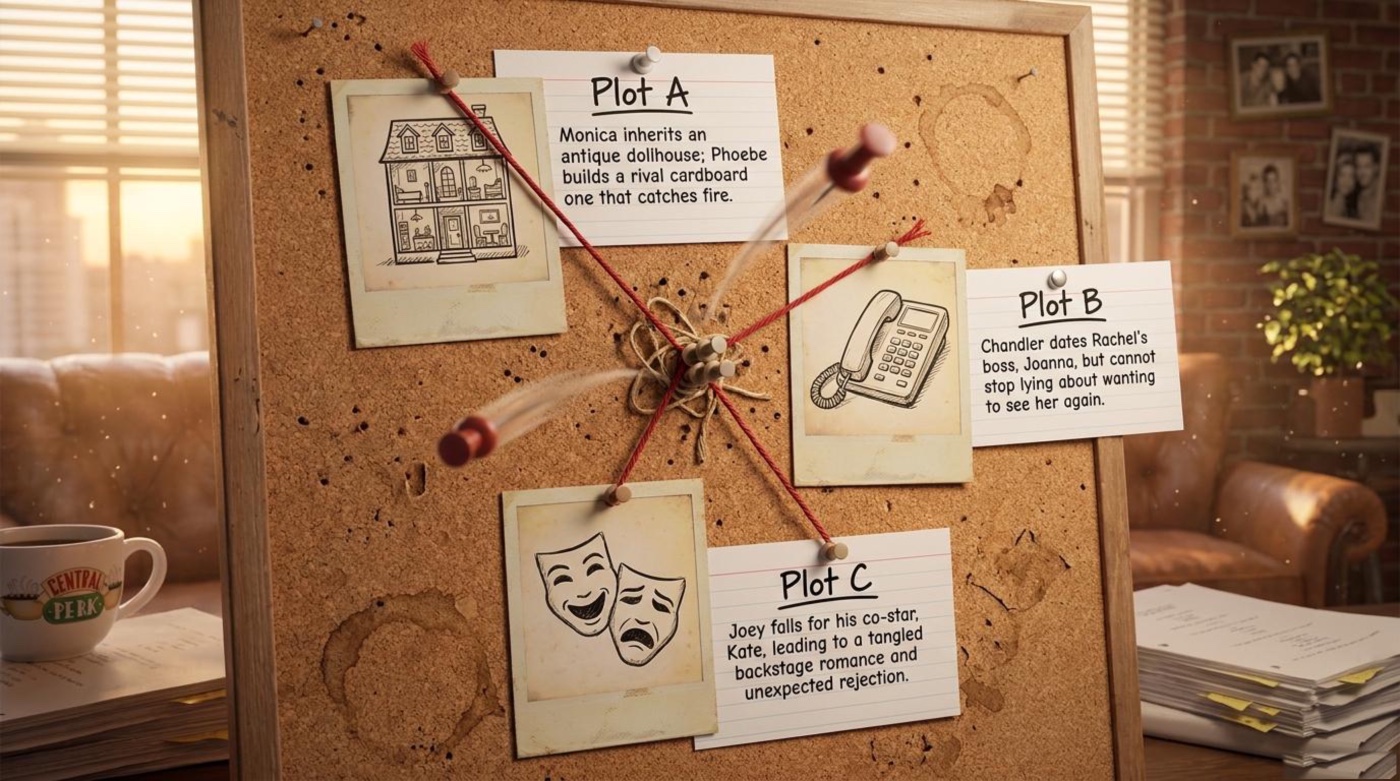 Plot A
Monica inherits an
antique dollhouse; Phoebe
builds a rival cardboard
one that catches fire.
Plot B
Chandler dates Rachel's
boss, Joanna, but cannot
stop lying about wanting
to see her again.
CENTRAL
PERK
Plot C
Joey falls for his co-star,
Kate, leading to a tangled
backstage romance and
unexpected rejection.